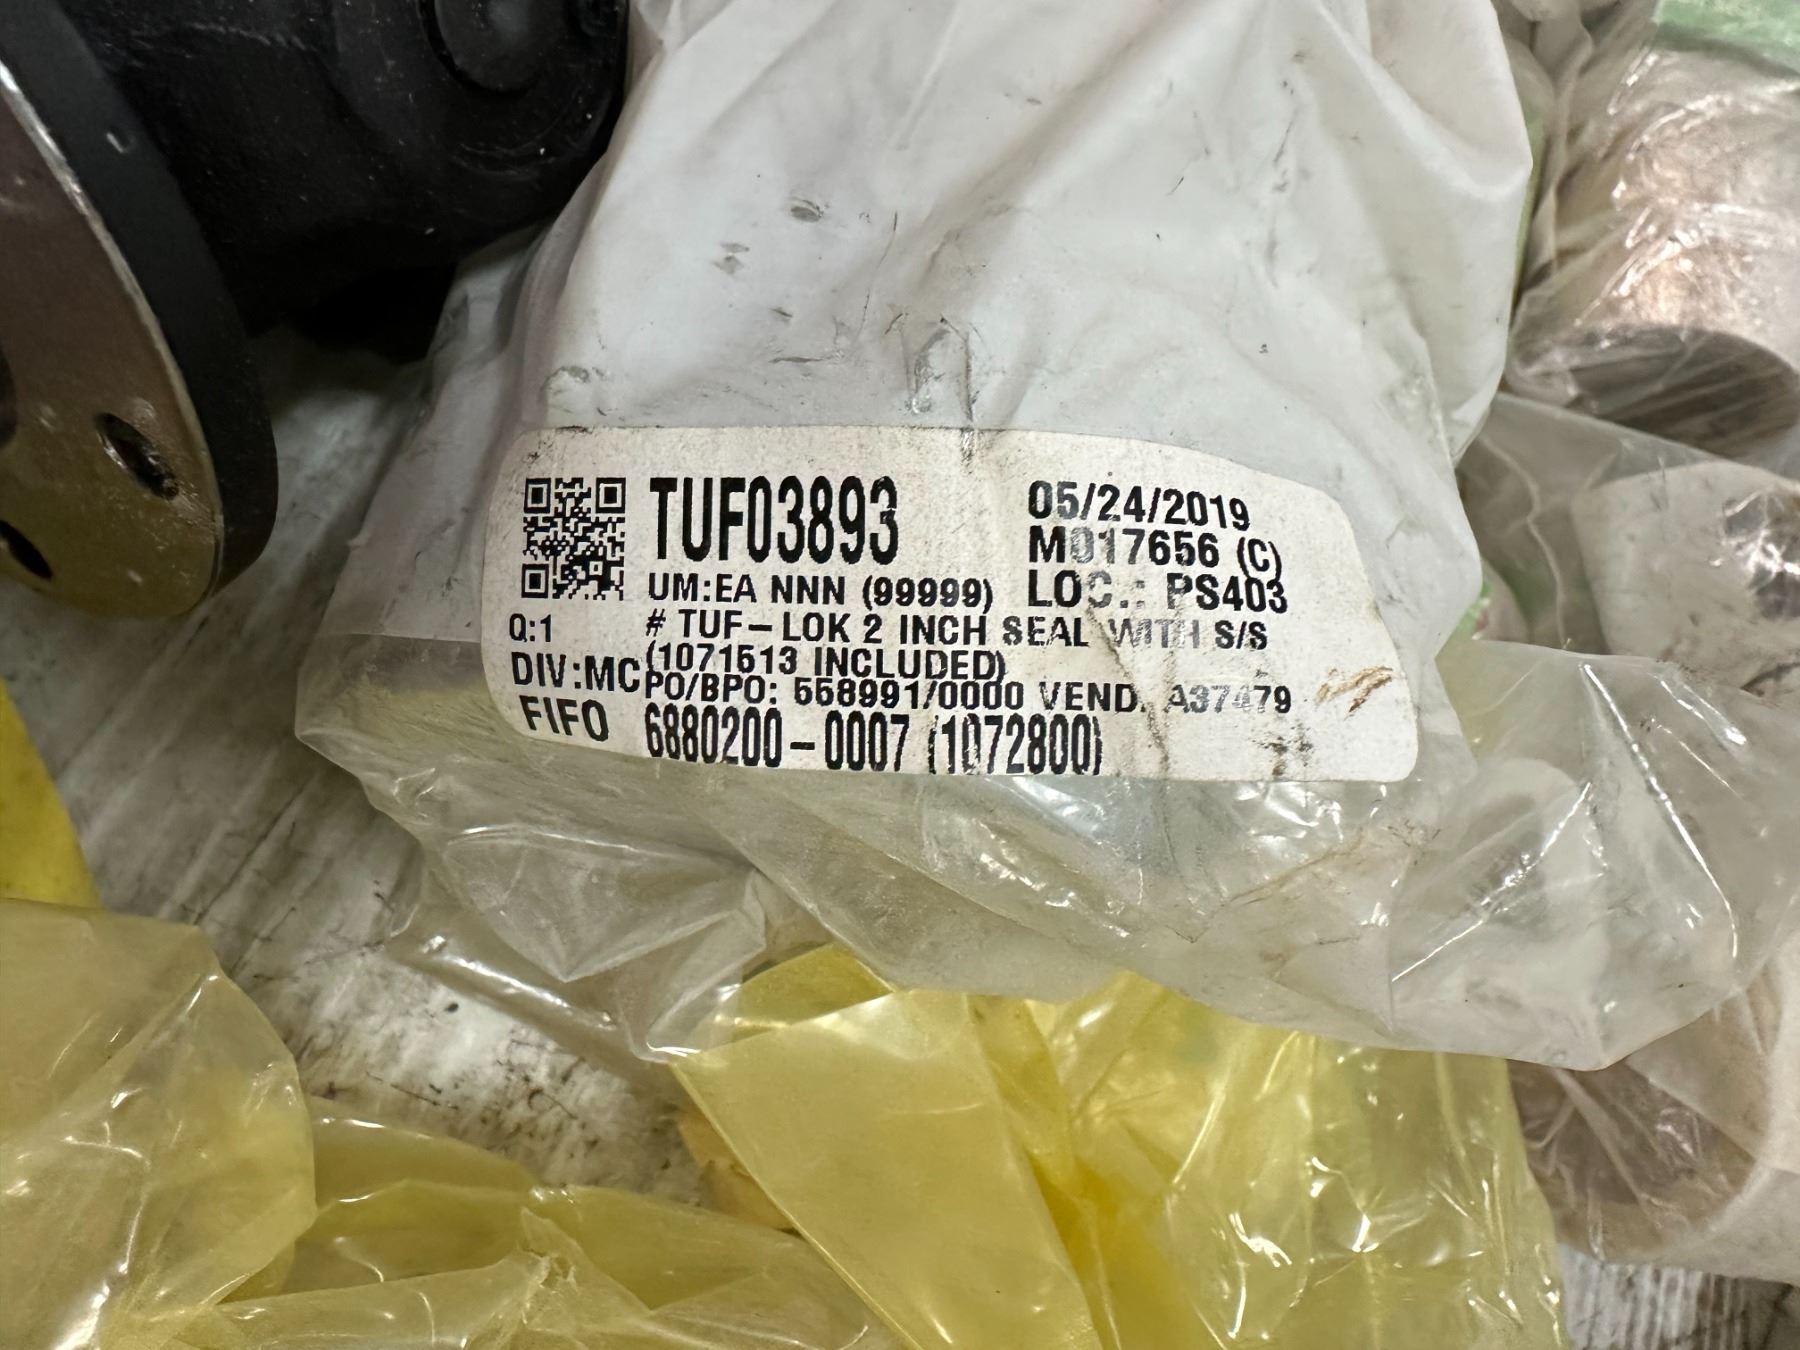 TUF03893
05/24/2019
M017656 (C)
UM:EA NNN (99999)
LOC.: PS403
Q:1
# TUF-LOK 2 INCH SEAL WITH S/S
(1071513 INCLUDED)
DIV:MC
PO/BPO: 558991/0000 VEND. A37479
FIFO
6880200-0007 (1072800)